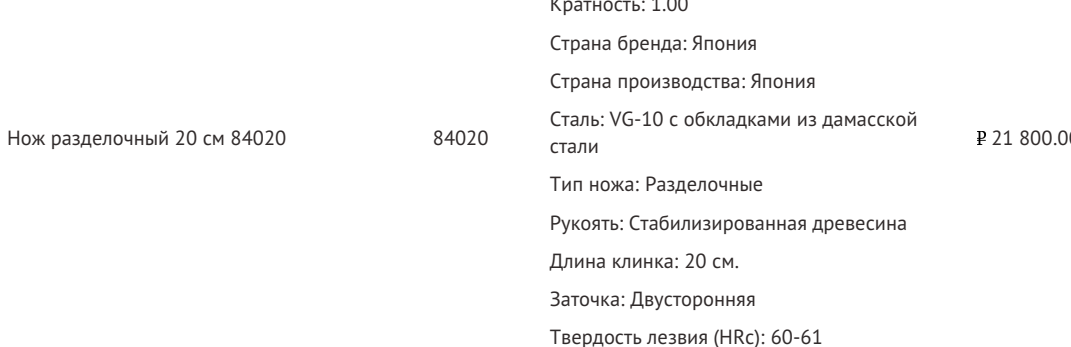 Кратность: 1.00
Страна бренда: Япония
Страна производства: Япония
Сталь: VG-10 с обкладками из дамасской
стали
Нож разделочный 20 см 84020 84020 ₽ 21 800.00
Тип ножа: Разделочные
Рукоять: Стабилизированная древесина
Длина клинка: 20 см.
Заточка: Двусторонняя
Твердость лезвия (HRc): 60-61